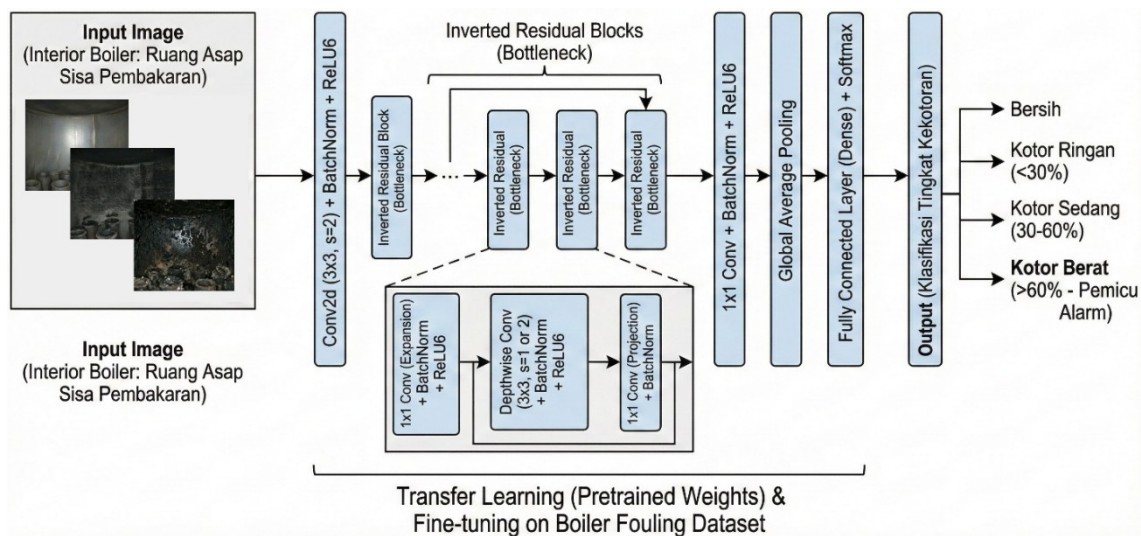 Input Image
(Interior Boiler: Ruang Asap
Sisa Pembakaran)
Input Image
(Interior Boiler: Ruang Asap
Sisa Pembakaran)
Conv2d (3x3, s=2) + BatchNorm + ReLU6
Inverted Residual Block
(Bottleneck)
Inverted Residual Blocks
(Bottleneck)
...
Inverted Residual
(Bottleneck)
Inverted Residual
(Bottleneck)
Inverted Residual
(Bottleneck)
1x1 Conv (Expansion)
+ BatchNorm
+ ReLU6
Depthwise Conv
(3x3, s=1 or 2)
+ BatchNorm
+ ReLU6
1x1 Conv (Projection)
+ BatchNorm
1x1 Conv + BatchNorm + ReLU6
Global Average Pooling
Fully Connected Layer (Dense) + Softmax
Output (Klasifikasi Tingkat Kekotoran)
Bersih
Kotor Ringan
(<30%)
Kotor Sedang
(30-60%)
Kotor Berat
(>60% - Pemicu
Alarm)
Transfer Learning (Pretrained Weights) &
Fine-tuning on Boiler Fouling Dataset